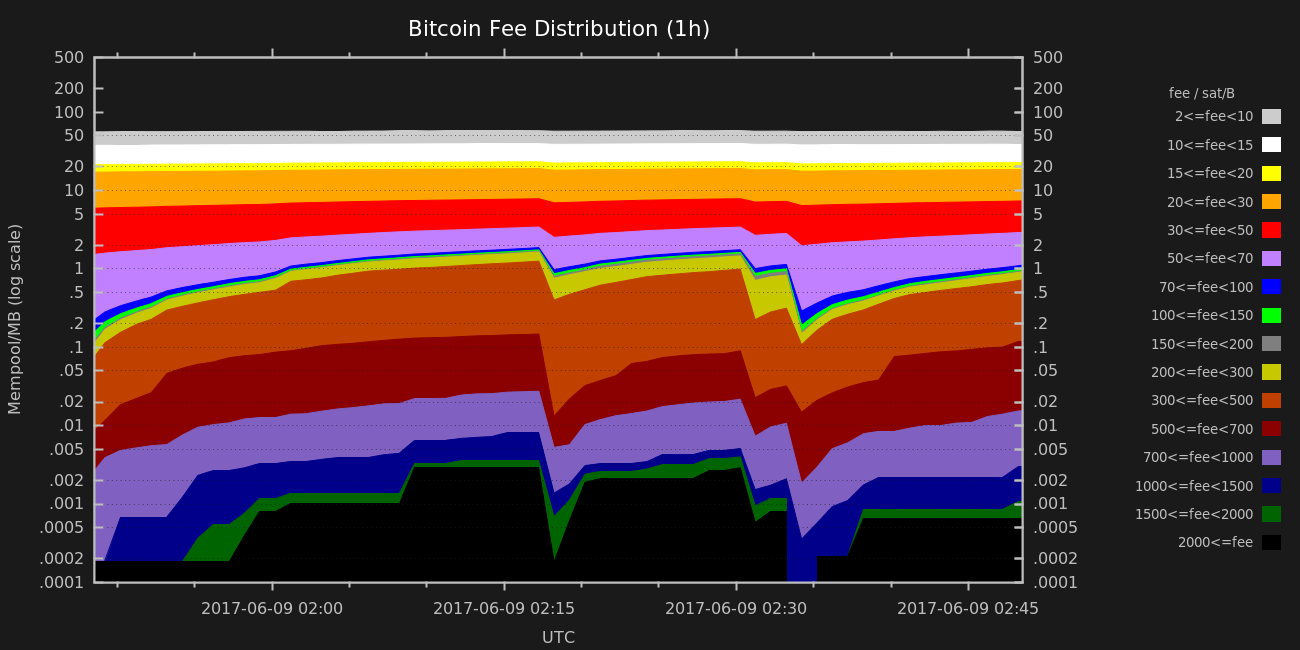 Bitcoin Fee Distribution (1h)
Mempool/MB (log scale)
500
200
100
50
20
10
5
2
1
.5
.2
.1
.05
.02
.01
.005
.002
.001
.0005
.0002
.0001
500
200
100
50
20
10
5
2
1
.5
.2
.1
.05
.02
.01
.005
.002
.001
.0005
.0002
.0001
2017-06-09 02:00
2017-06-09 02:15
2017-06-09 02:30
2017-06-09 02:45
UTC
fee / sat/B
2<=fee<10
10<=fee<15
15<=fee<20
20<=fee<30
30<=fee<50
50<=fee<70
70<=fee<100
100<=fee<150
150<=fee<200
200<=fee<300
300<=fee<500
500<=fee<700
700<=fee<1000
1000<=fee<1500
1500<=fee<2000
2000<=fee